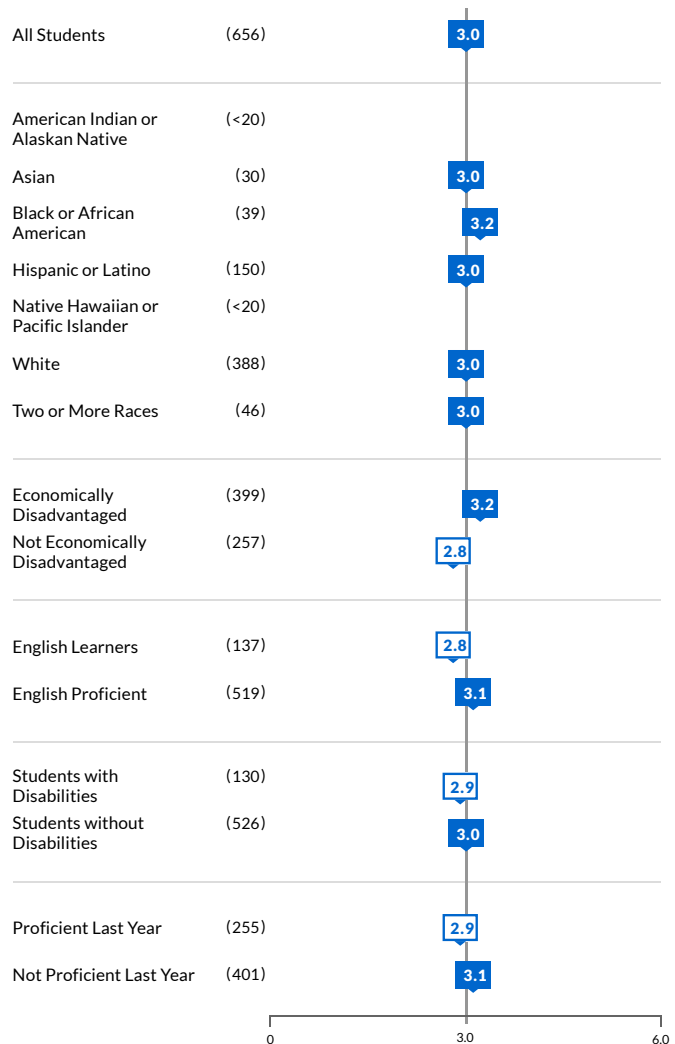 All Students (656) 3.0
American Indian or (<20)
Alaskan Native
Asian (30) 3.0
Black or African (39) 3.2
American
Hispanic or Latino (150) 3.0
Native Hawaiian or (<20)
Pacific Islander
White (388) 3.0
Two or More Races (46) 3.0
Economically (399) 3.2
Disadvantaged
Not Economically (257) 2.8
Disadvantaged
English Learners (137) 2.8
English Proficient (519) 3.1
Students with (130) 2.9
Disabilities
Students without (526) 3.0
Disabilities
Proficient Last Year (255) 2.9
Not Proficient Last Year (401) 3.1
0 3.0 6.0